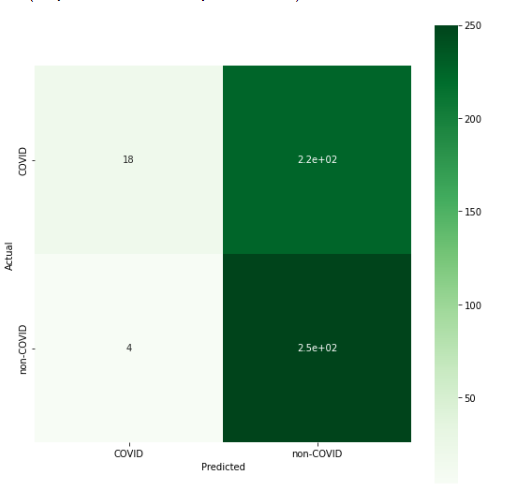 250
200
150
100
50
COVID
18
2.2e+02
Actual
non-COVID
4
2.5e+02
COVID
non-COVID
Predicted